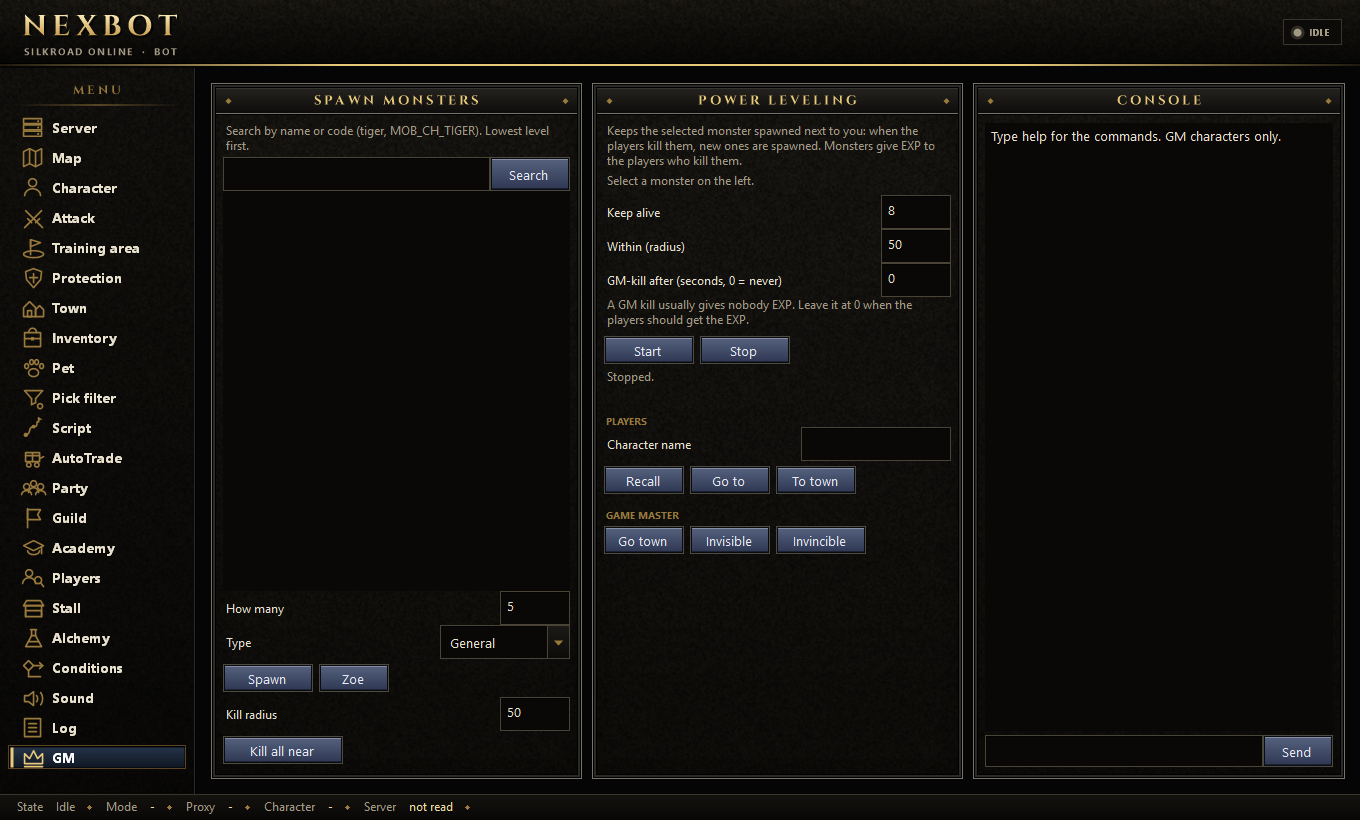 NEXBOT
SILKROAD ONLINE · BOT
IDLE
MENU
Server
Map
Character
Attack
Training area
Protection
Town
Inventory
Pet
Pick filter
Script
AutoTrade
Party
Guild
Academy
Players
Stall
Alchemy
Conditions
Sound
Log
GM
SPAWN MONSTERS
Search by name or code (tiger, MOB_CH_TIGER). Lowest level
first.
Search
How many
5
Type
General
Spawn
Zoe
Kill radius
50
Kill all near
POWER LEVELING
Keeps the selected monster spawned next to you: when the
players kill them, new ones are spawned. Monsters give EXP to
the players who kill them.
Select a monster on the left.
Keep alive
8
Within (radius)
50
GM-kill after (seconds, 0 = never)
0
A GM kill usually gives nobody EXP. Leave it at 0 when the
players should get the EXP.
Start
Stop
Stopped.
PLAYERS
Character name
Recall
Go to
To town
GAME MASTER
Go town
Invisible
Invincible
CONSOLE
Type help for the commands. GM characters only.
Send
State Idle Mode - Proxy - Character - Server not read